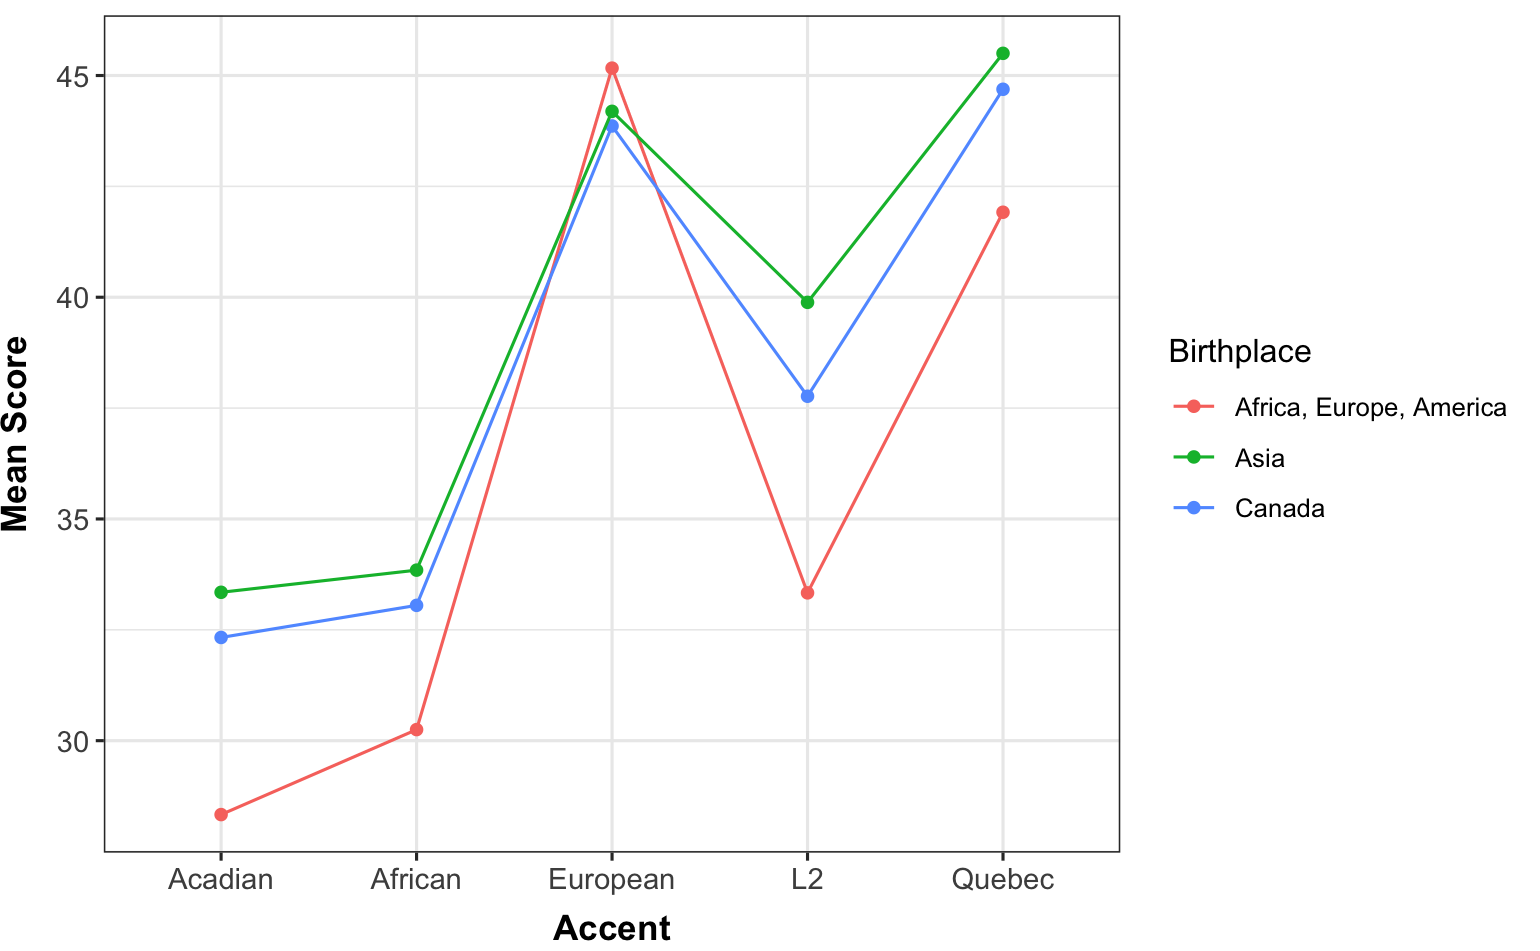 45
40
35
30
Mean Score
Acadian African European L2 Quebec
Accent
Birthplace
Africa, Europe, America
Asia
Canada